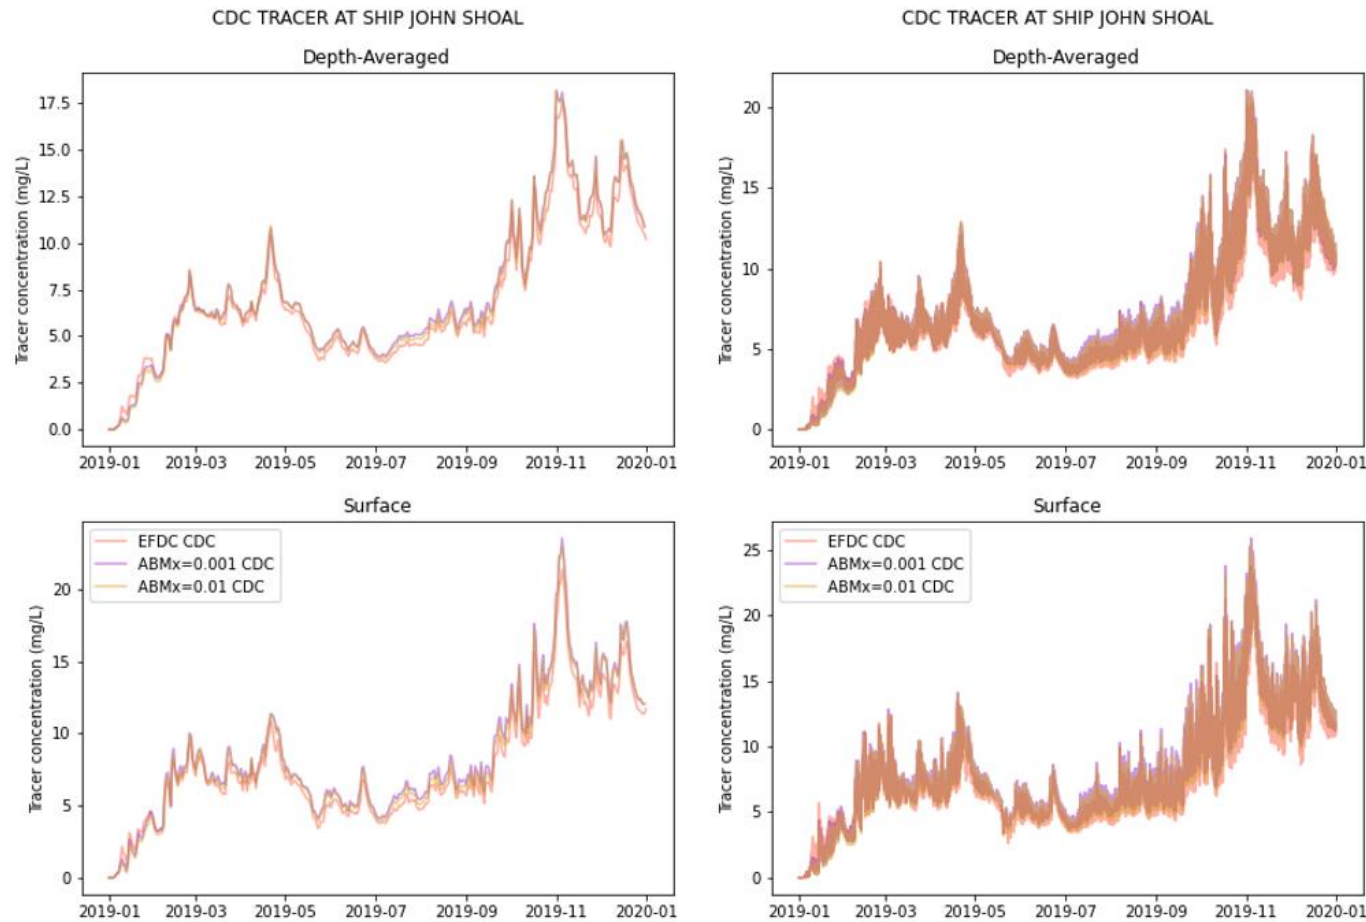 CDC TRACER AT SHIP JOHN SHOAL
Depth-Averaged
Tracer concentration (mg/L)
17.5
15.0
12.5
10.0
7.5
5.0
2.5
0.0
2019-01 2019-03 2019-05 2019-07 2019-09 2019-11 2020-01
CDC TRACER AT SHIP JOHN SHOAL
Depth-Averaged
Tracer concentration (mg/L)
20
15
10
5
0
2019-01 2019-03 2019-05 2019-07 2019-09 2019-11 2020-01
Surface
Tracer concentration (mg/L)
20
15
10
5
0
EFDC CDC
ABMx=0.001 CDC
ABMx=0.01 CDC
2019-01 2019-03 2019-05 2019-07 2019-09 2019-11 2020-01
Surface
Tracer concentration (mg/L)
25
20
15
10
5
0
EFDC CDC
ABMx=0.001 CDC
ABMx=0.01 CDC
2019-01 2019-03 2019-05 2019-07 2019-09 2019-11 2020-01